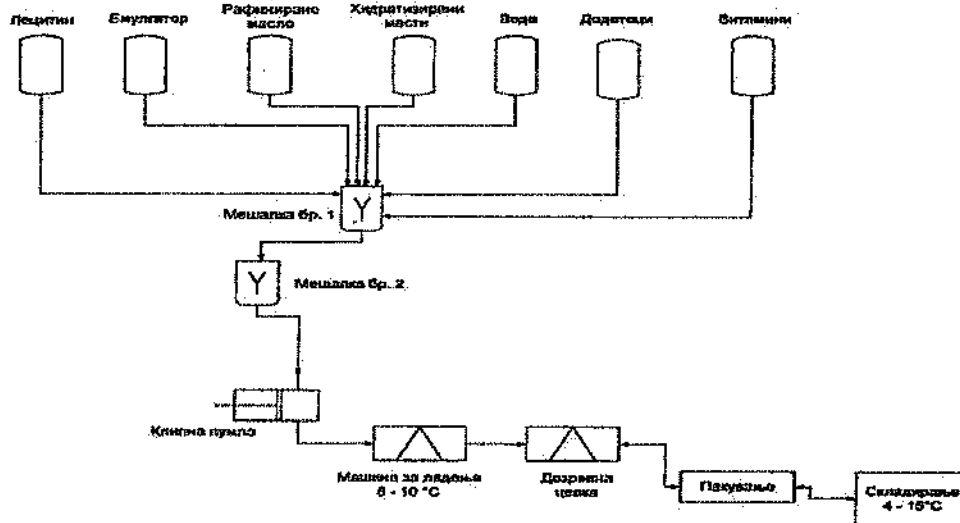 Лецитин
Емулгатор
Рафинирано
масло
Хидратизирани
масти
Вода
Додатоци
Витамини
Мешалка бр. 1
Мешалка бр. 2
Клипна пумпа
Машина за ладење
8 - 10 °C
Дозревна
цевка
Пакување
Складирање
4 - 15°C